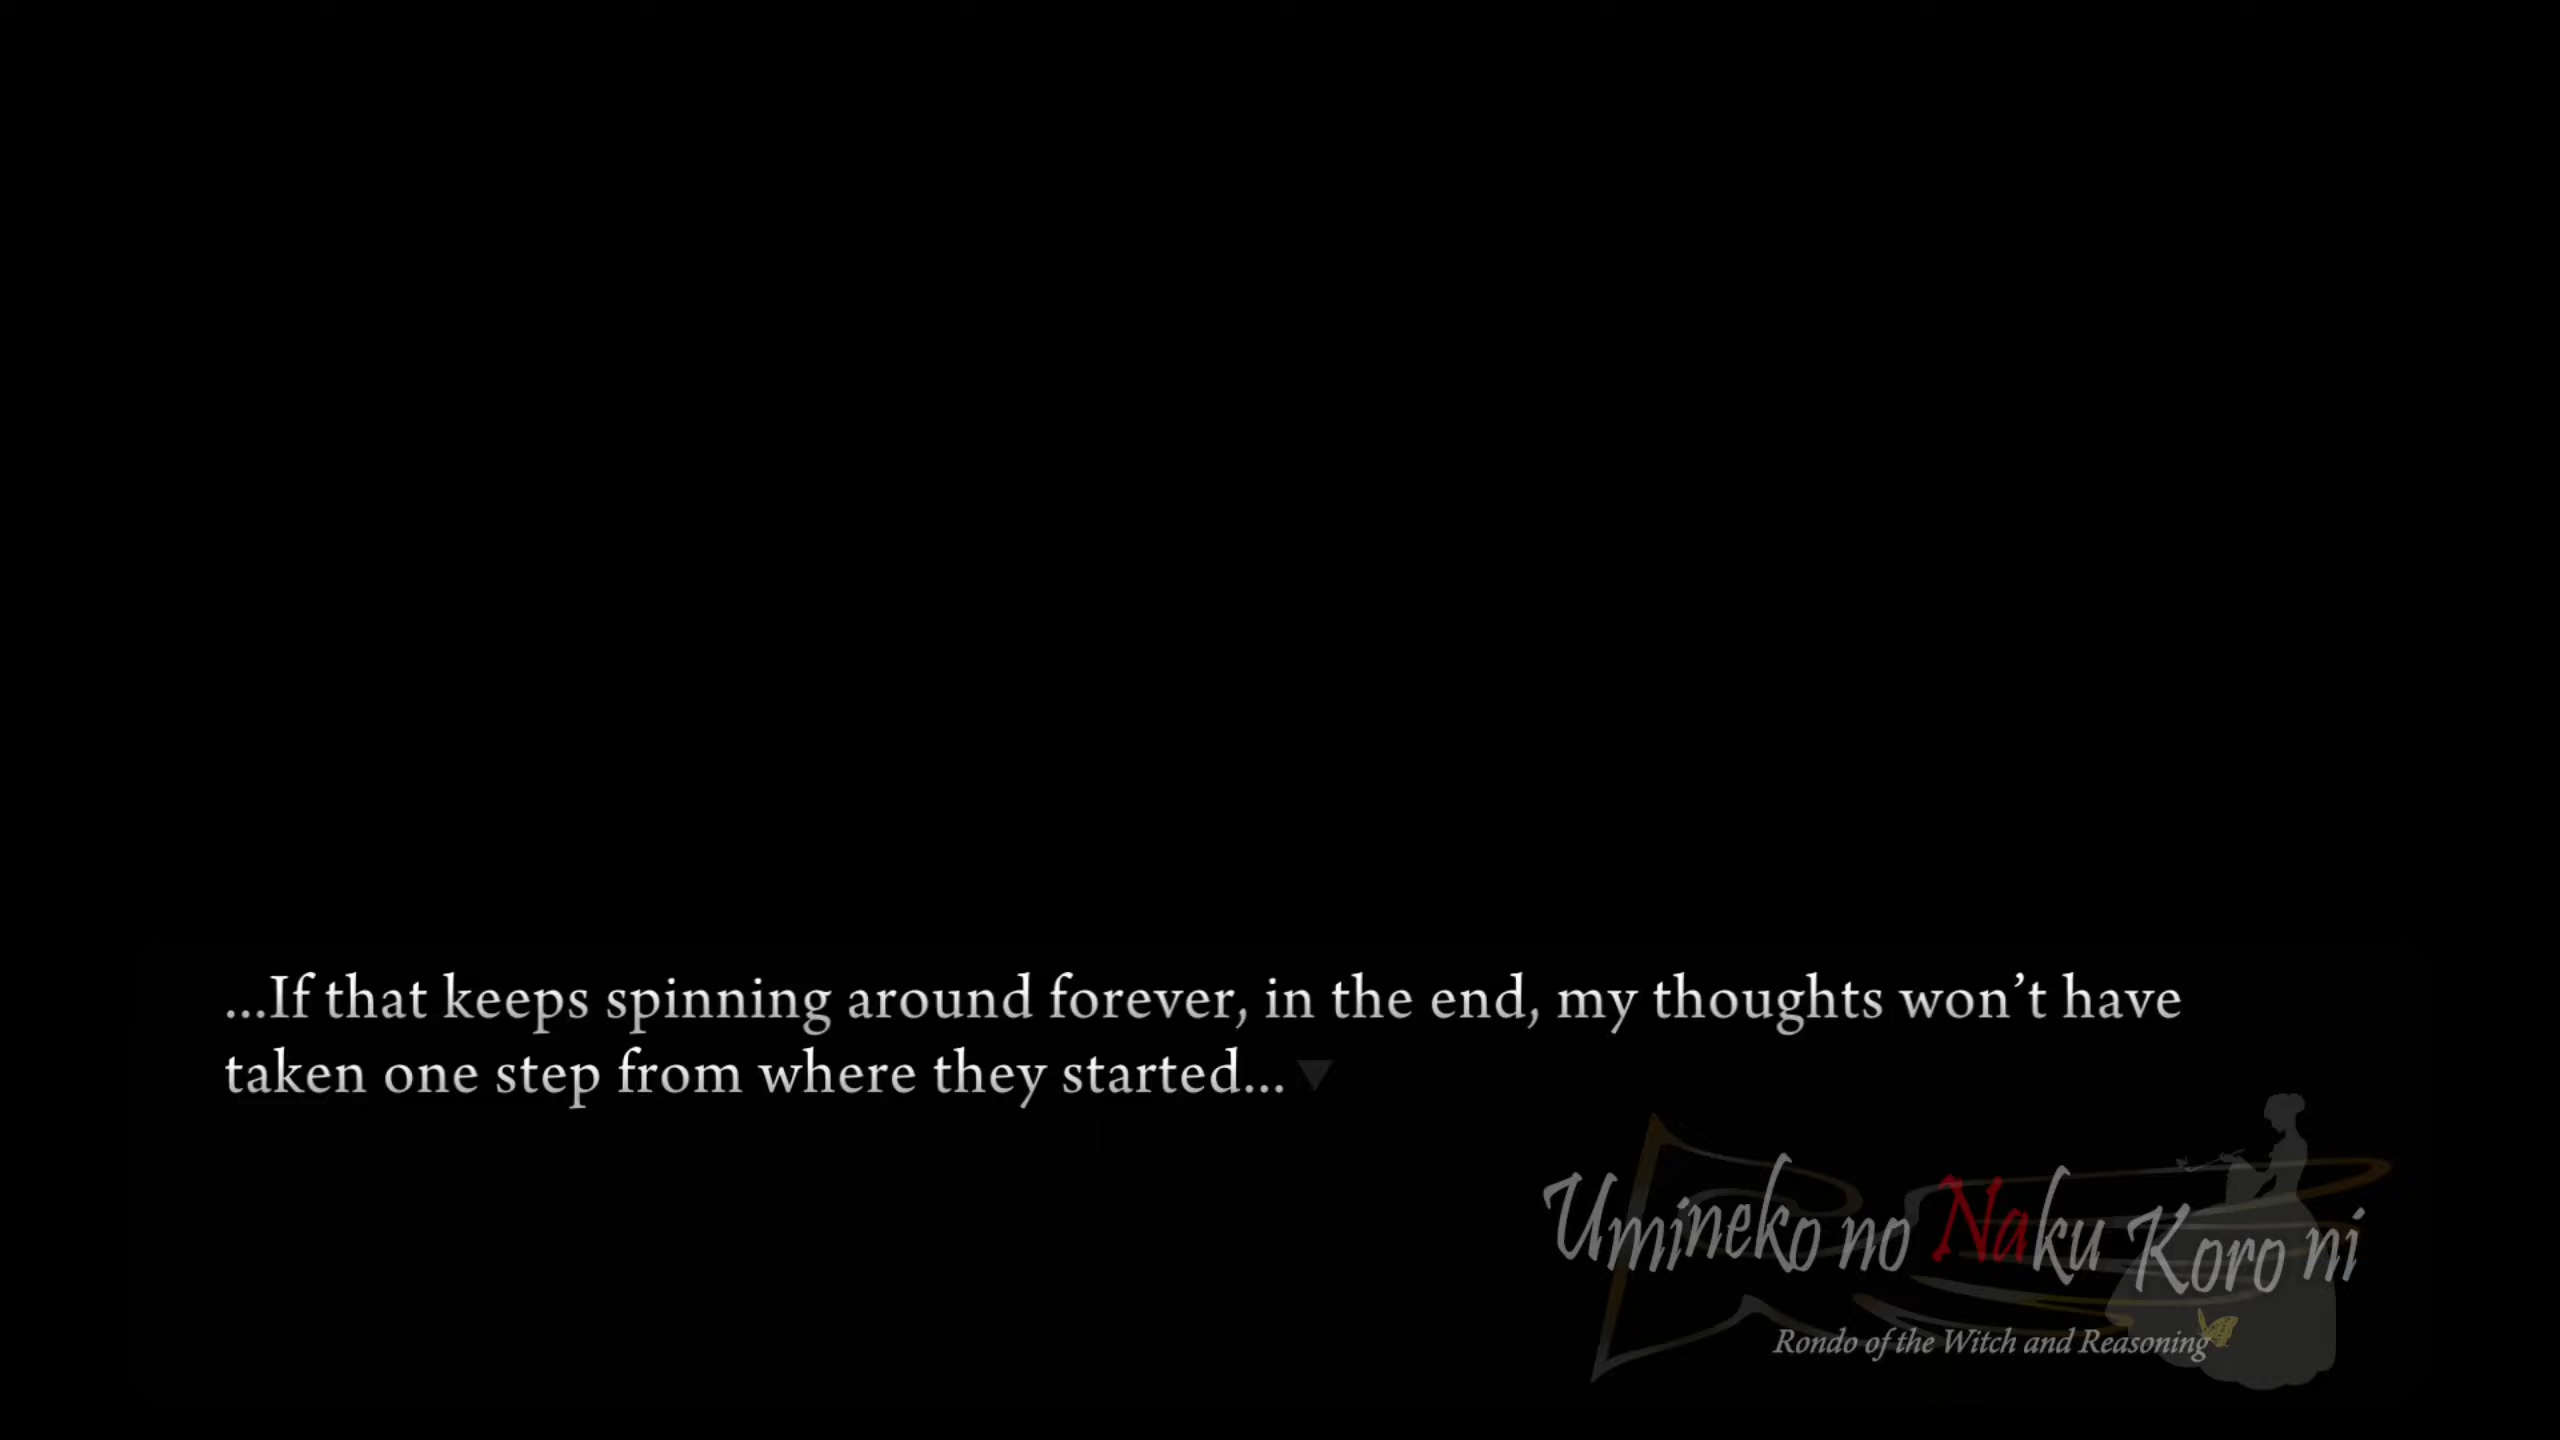 ...If that keeps spinning around forever, in the end, my thoughts won’t have
taken one step from where they started...
Umineko no Naku Koro ni
Rondo of the Witch and Reasoning